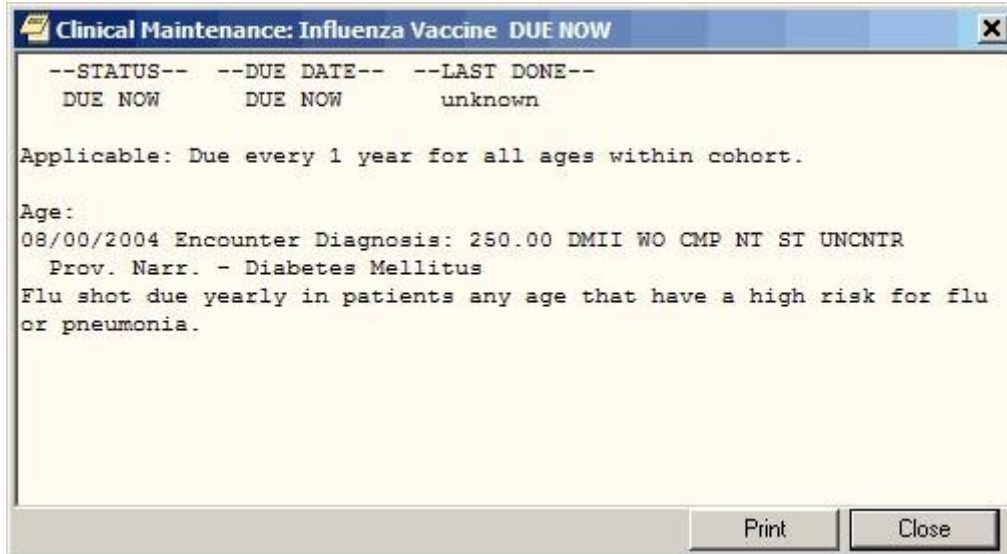 Clinical Maintenance: Influenza Vaccine DUE NOW
--STATUS-- --DUE DATE-- --LAST DONE--
DUE NOW DUE NOW unknown
Applicable: Due every 1 year for all ages within cohort.
Age:
08/00/2004 Encounter Diagnosis: 250.00 DMII WO CMP NT ST UNCNTR
Prov. Narr. - Diabetes Mellitus
Flu shot due yearly in patients any age that have a high risk for flu
or pneumonia.
Print Close